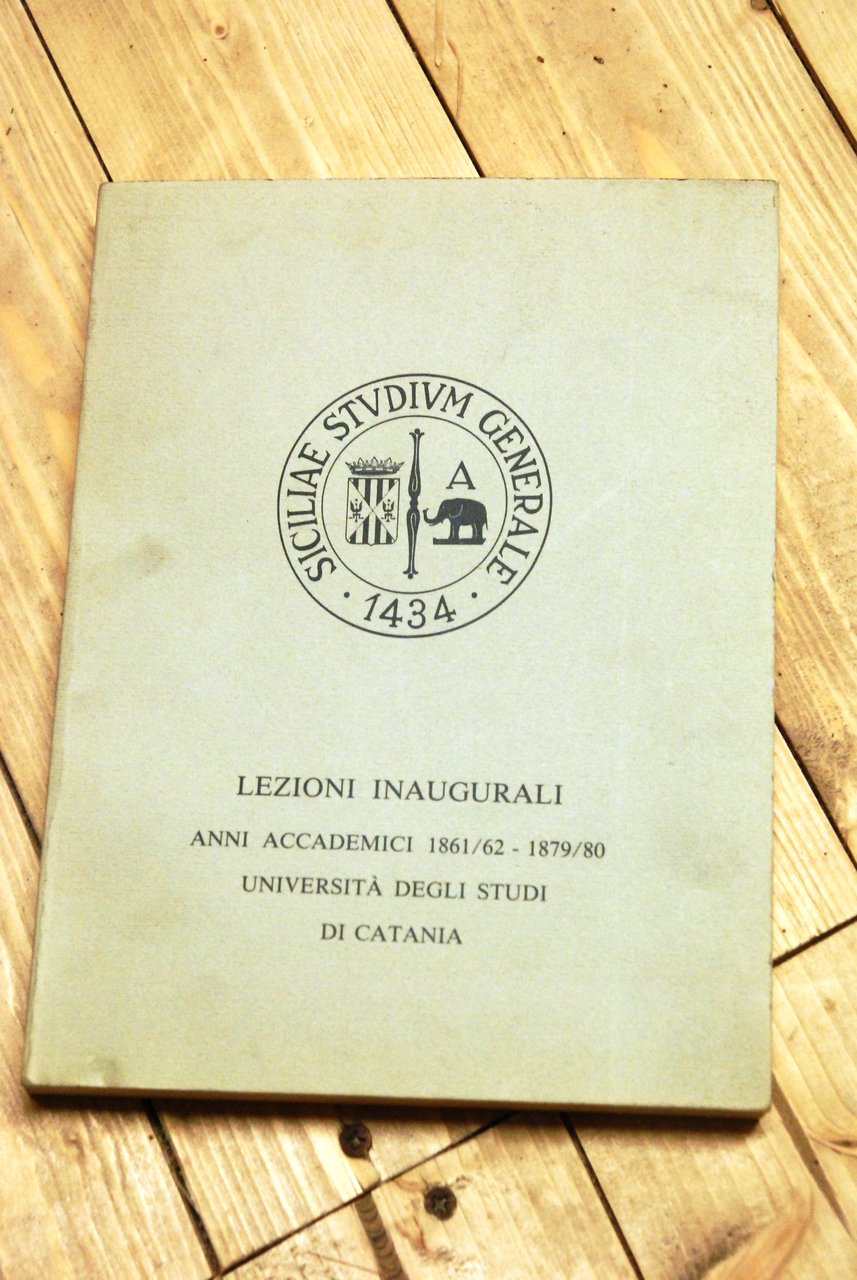 SICILIAE STVDIVM GENERALE
· 1434 ·
A
LEZIONI INAUGURALI
ANNI ACCADEMICI 1861/62 - 1879/80
UNIVERSITÀ DEGLI STUDI
DI CATANIA